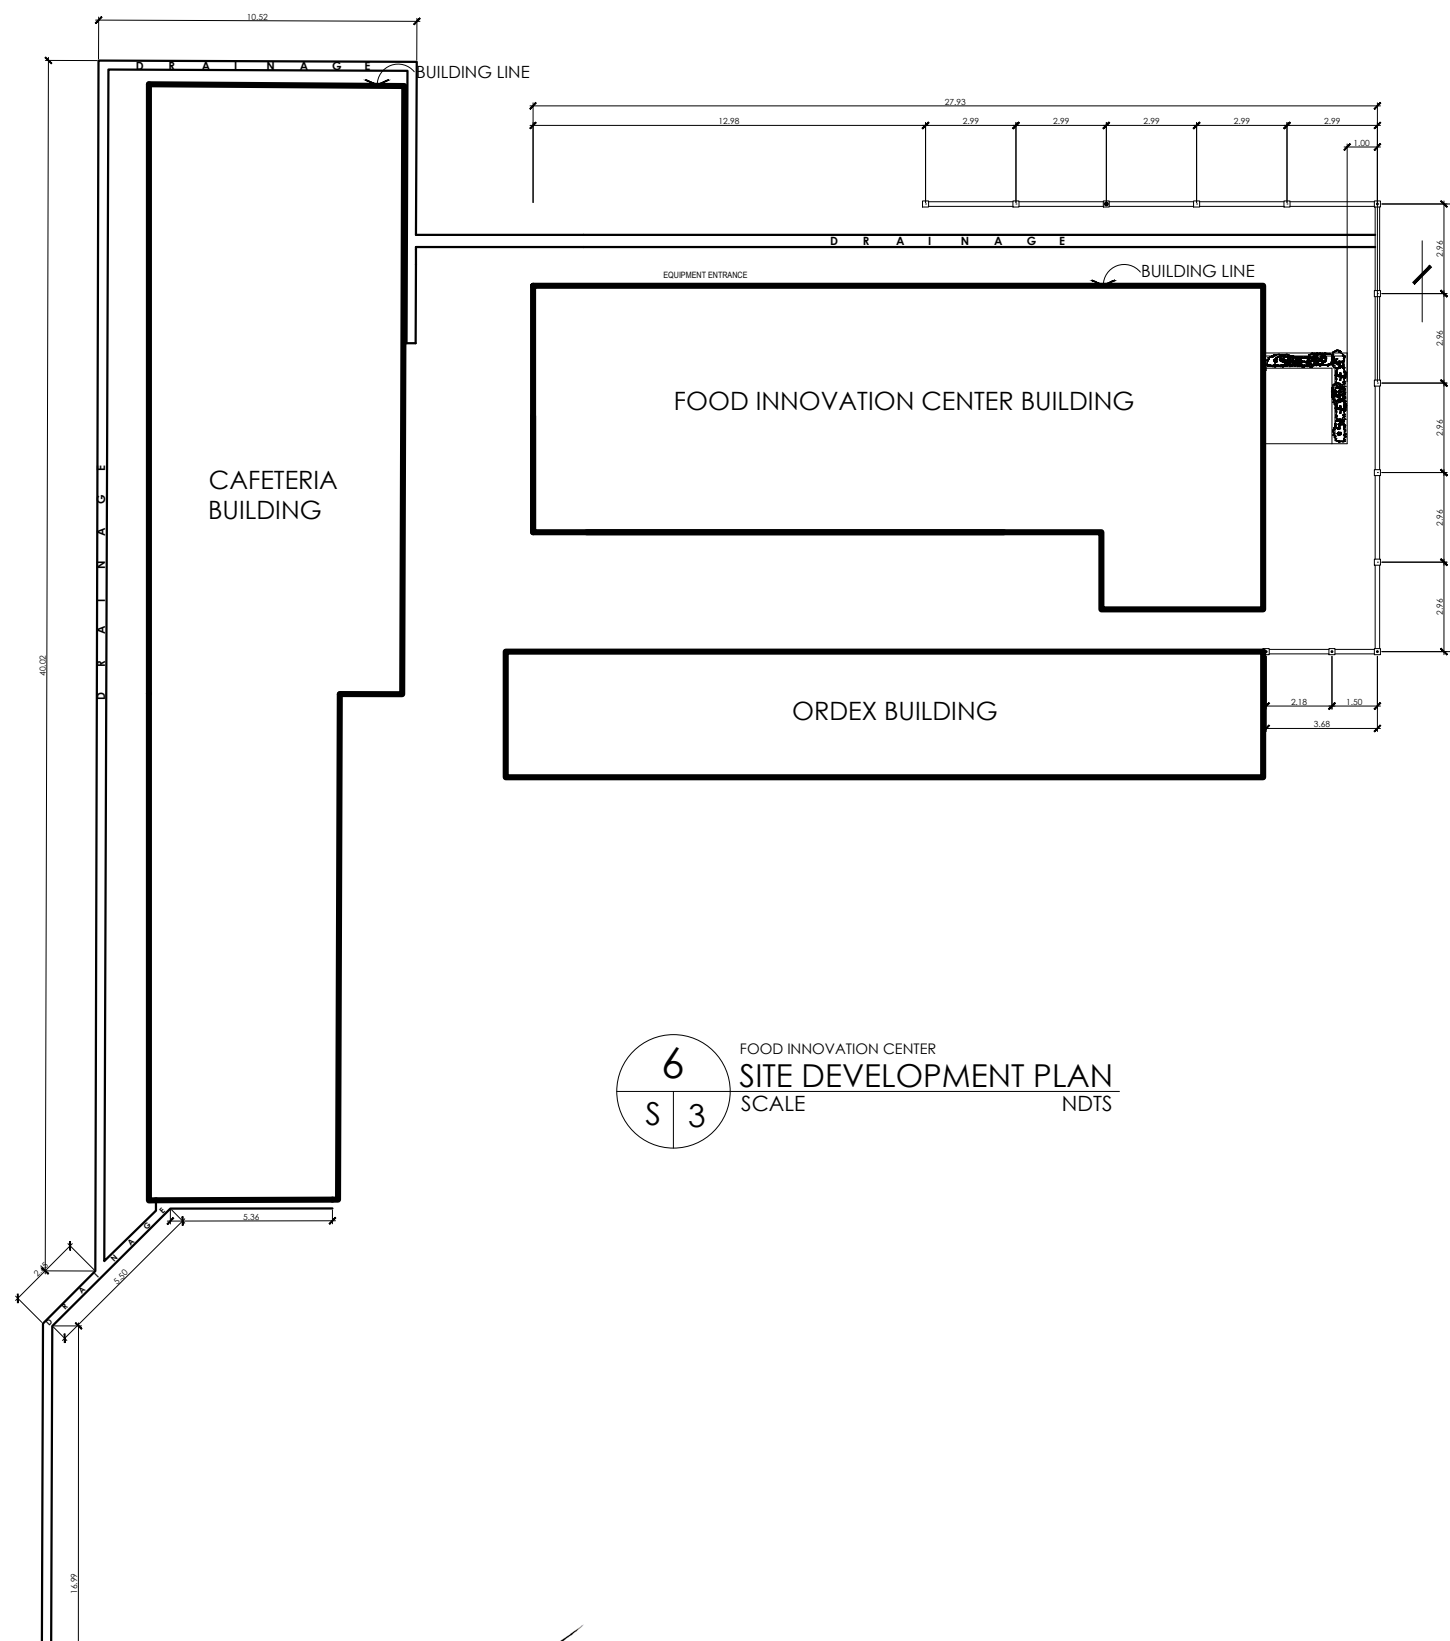 10.52
D R A I N A G E
BUILDING LINE
27.93
12.98
2.99
2.99
2.99
2.99
2.99
1.00
D R A I N A G E
2.96
2.96
2.96
2.96
2.96
EQUIPMENT ENTRANCE
BUILDING LINE
FOOD INNOVATION CENTER BUILDING
CAFETERIA
BUILDING
D R A I N A G E
40.02
ORDEX BUILDING
2.18
1.50
3.68
6
S
3
FOOD INNOVATION CENTER
SITE DEVELOPMENT PLAN
SCALE NDTS
5.36
D R A I N A G E
5.50
16.99